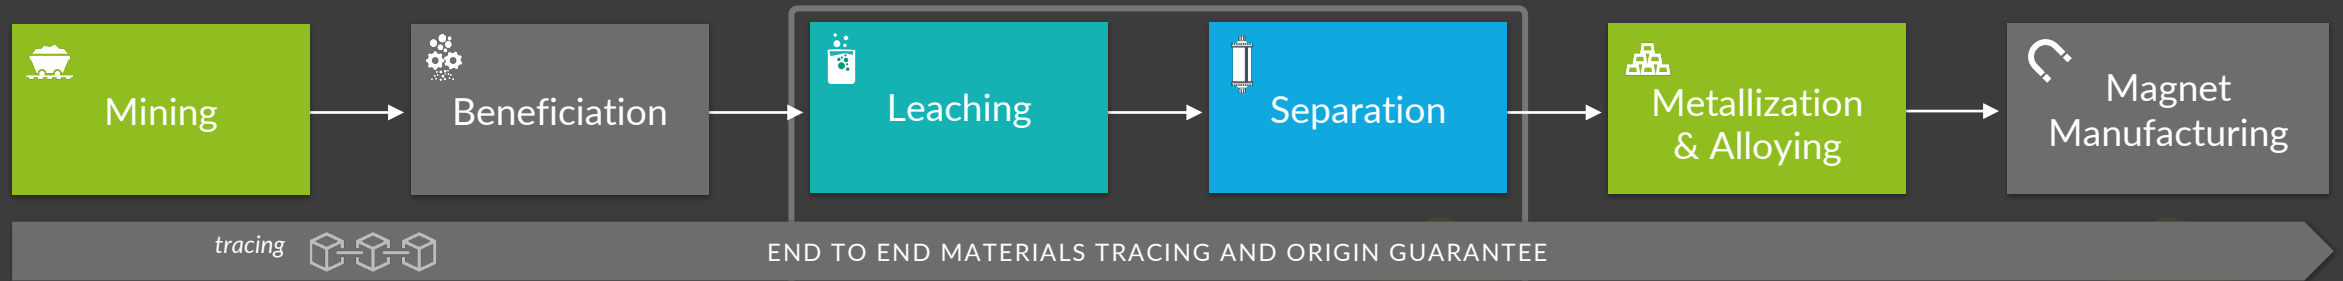 Mining
Beneficiation
Leaching
Separation
Metallization
& Alloying
Magnet
Manufacturing
tracing
END TO END MATERIALS TRACING AND ORIGIN GUARANTEE